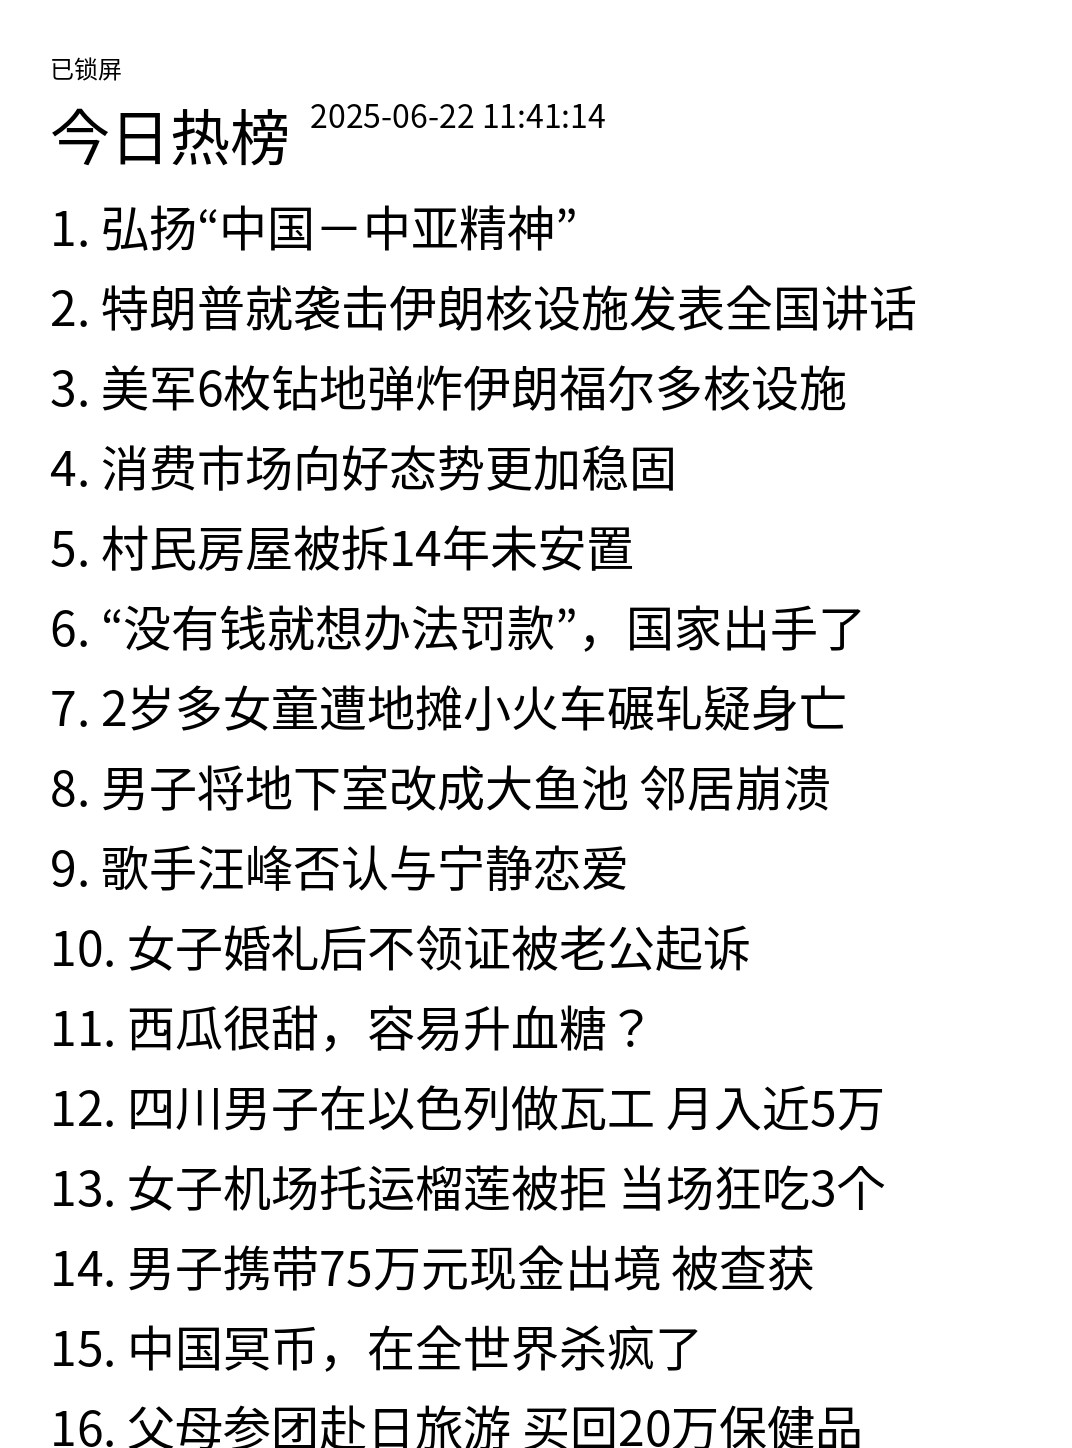 已锁屏
今日热榜 2025-06-22 11:41:14
1. 弘扬“中国－中亚精神”
2. 特朗普就袭击伊朗核设施发表全国讲话
3. 美军6枚钻地弹炸伊朗福尔多核设施
4. 消费市场向好态势更加稳固
5. 村民房屋被拆14年未安置
6. “没有钱就想办法罚款”，国家出手了
7. 2岁多女童遭地摊小火车碾轧疑身亡
8. 男子将地下室改成大鱼池 邻居崩溃
9. 歌手汪峰否认与宁静恋爱
10. 女子婚礼后不领证被老公起诉
11. 西瓜很甜，容易升血糖？
12. 四川男子在以色列做瓦工 月入近5万
13. 女子机场托运榴莲被拒 当场狂吃3个
14. 男子携带75万元现金出境 被查获
15. 中国冥币，在全世界杀疯了
16. 父母参团赴日旅游 买回20万保健品